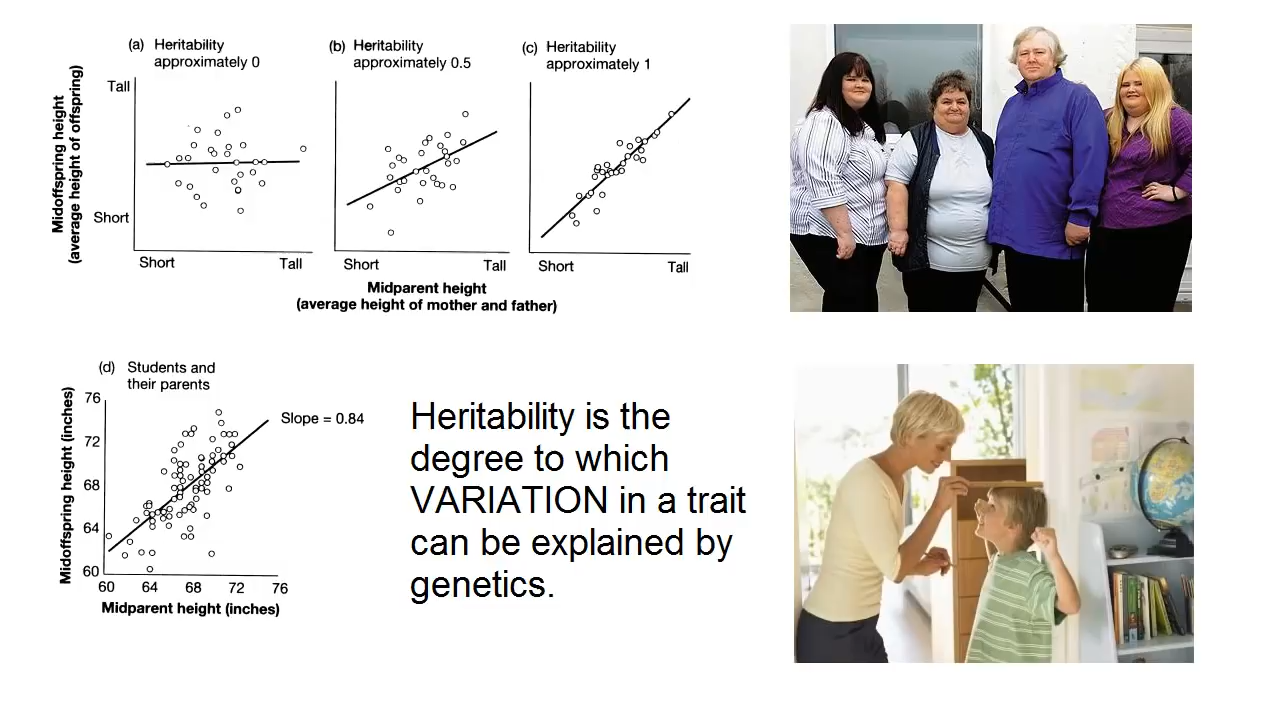 (a) Heritability
approximately 0
(b) Heritability
approximately 0.5
(c) Heritability
approximately 1
Midoffspring height
(average height of offspring)
Tall
Short
Short
Tall
Short
Tall
Short
Tall
Midparent height
(average height of mother and father)
(d) Students and
their parents
Midoffspring height (inches)
76
72
68
64
60
Slope = 0.84
60
64
68
72
76
Midparent height (inches)
Heritability is the
degree to which
VARIATION in a trait
can be explained by
genetics.